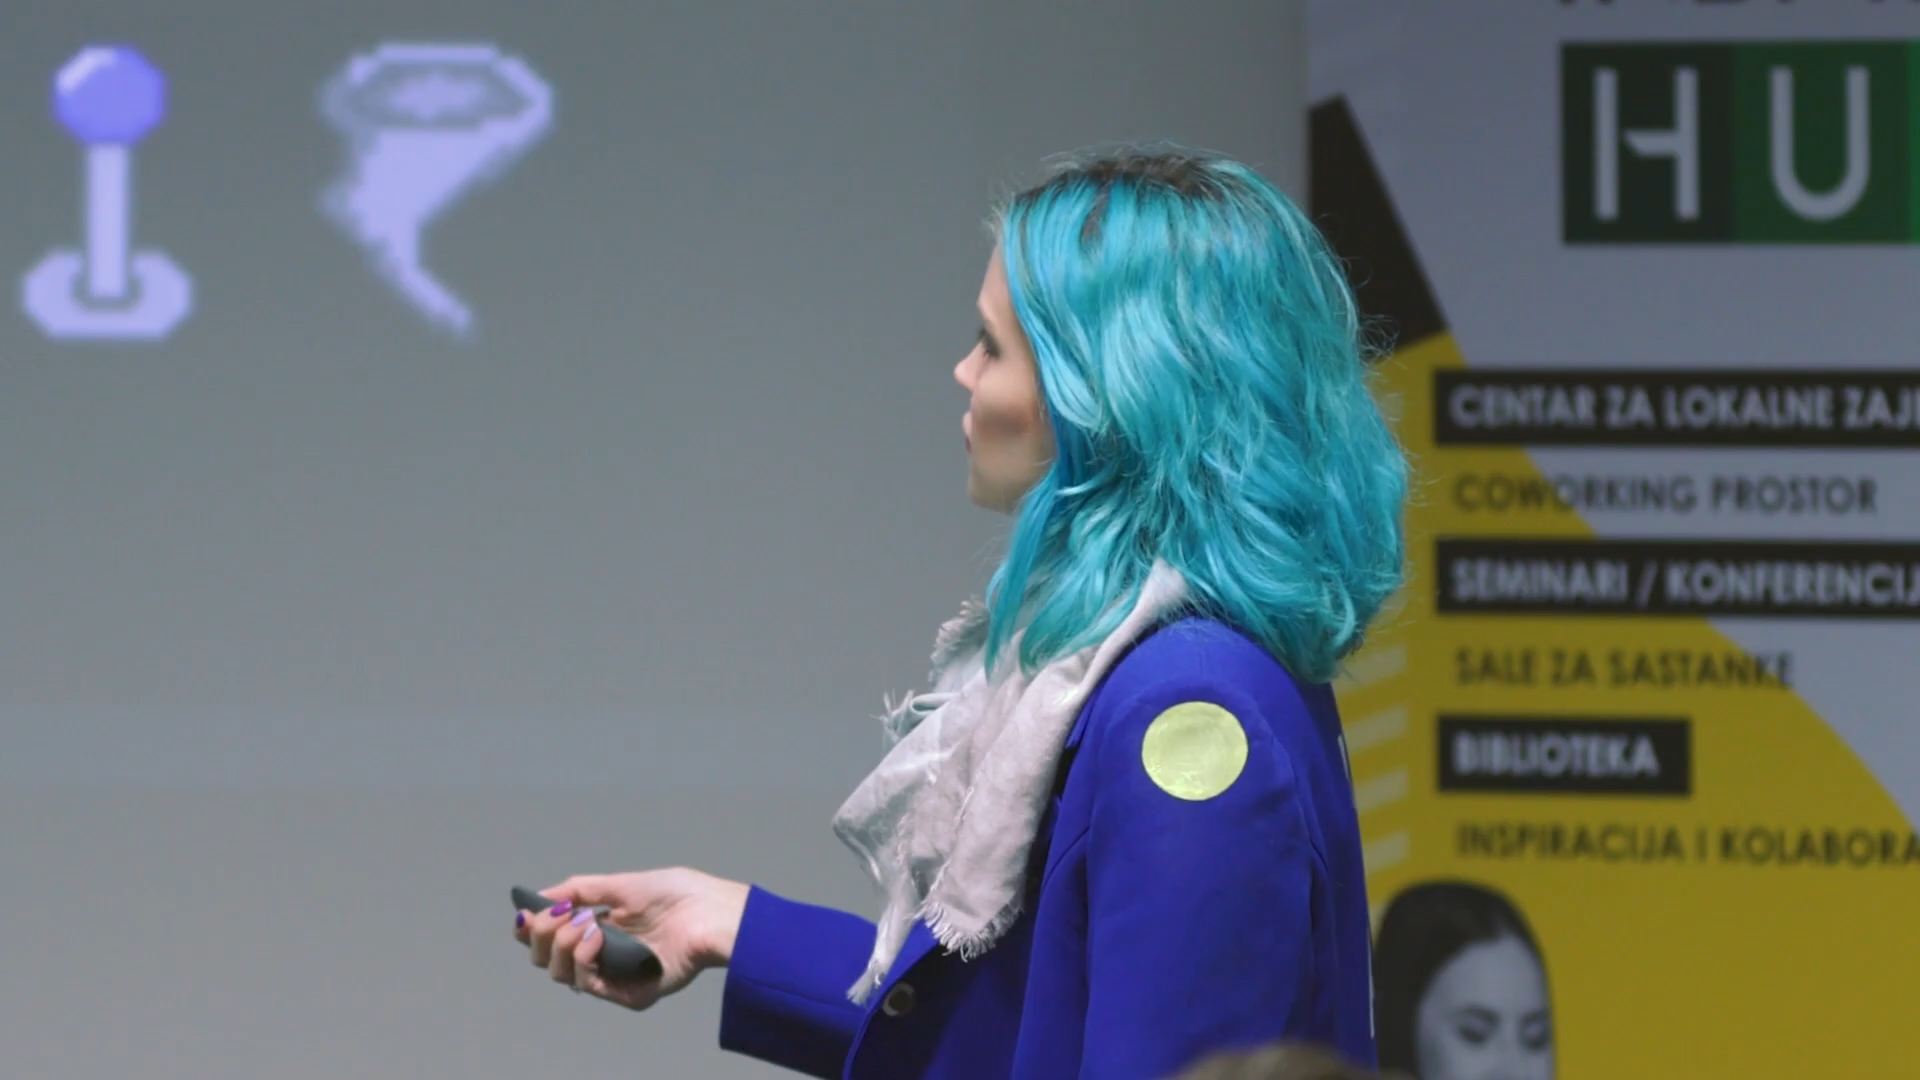 HU
CENTAR ZA LOKALNE
COWORKING PROSTOR
SEMINARI / KONFERENCIJ
SALE ZA SASTANKE
BIBLIOTEKA
INSPIRACIJA I KOLABORA